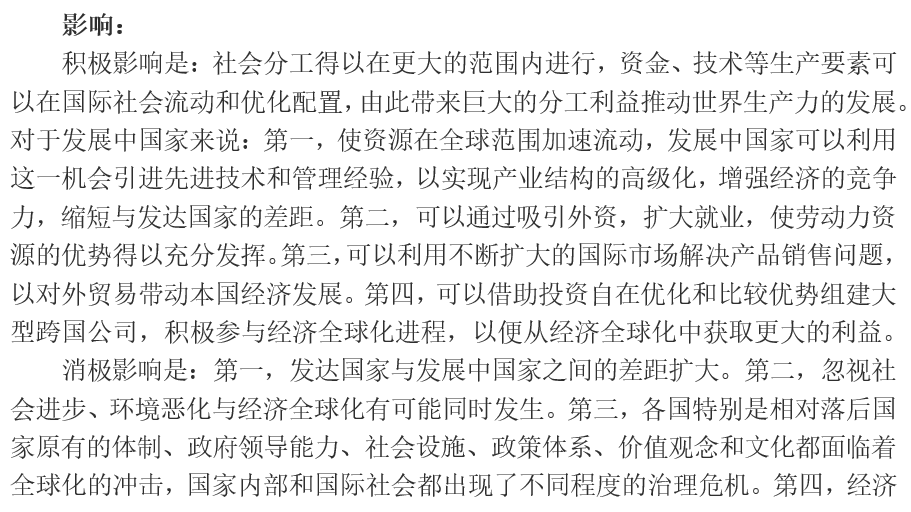 影响：
积极影响是：社会分工得以在更大的范围内进行，资金、技术等生产要素可
以在国际社会流动和优化配置，由此带来巨大的分工利益推动世界生产力的发展。
对于发展中国家来说：第一，使资源在全球范围加速流动，发展中国家可以利用
这一机会引进先进技术和管理经验，以实现产业结构的高级化，增强经济的竞争
力，缩短与发达国家的差距。第二，可以通过吸引外资，扩大就业，使劳动力资
源的优势得以充分发挥。第三，可以利用不断扩大的国际市场解决产品销售问题，
以对外贸易带动本国经济发展。第四，可以借助投资自在优化和比较优势组建大
型跨国公司，积极参与经济全球化进程，以便从经济全球化中获取更大的利益。
消极影响是：第一，发达国家与发展中国家之间的差距扩大。第二，忽视社
会进步、环境恶化与经济全球化有可能同时发生。第三，各国特别是相对落后国
家原有的体制、政府领导能力、社会设施、政策体系、价值观念和文化都面临着
全球化的冲击，国家内部和国际社会都出现了不同程度的治理危机。第四，经济